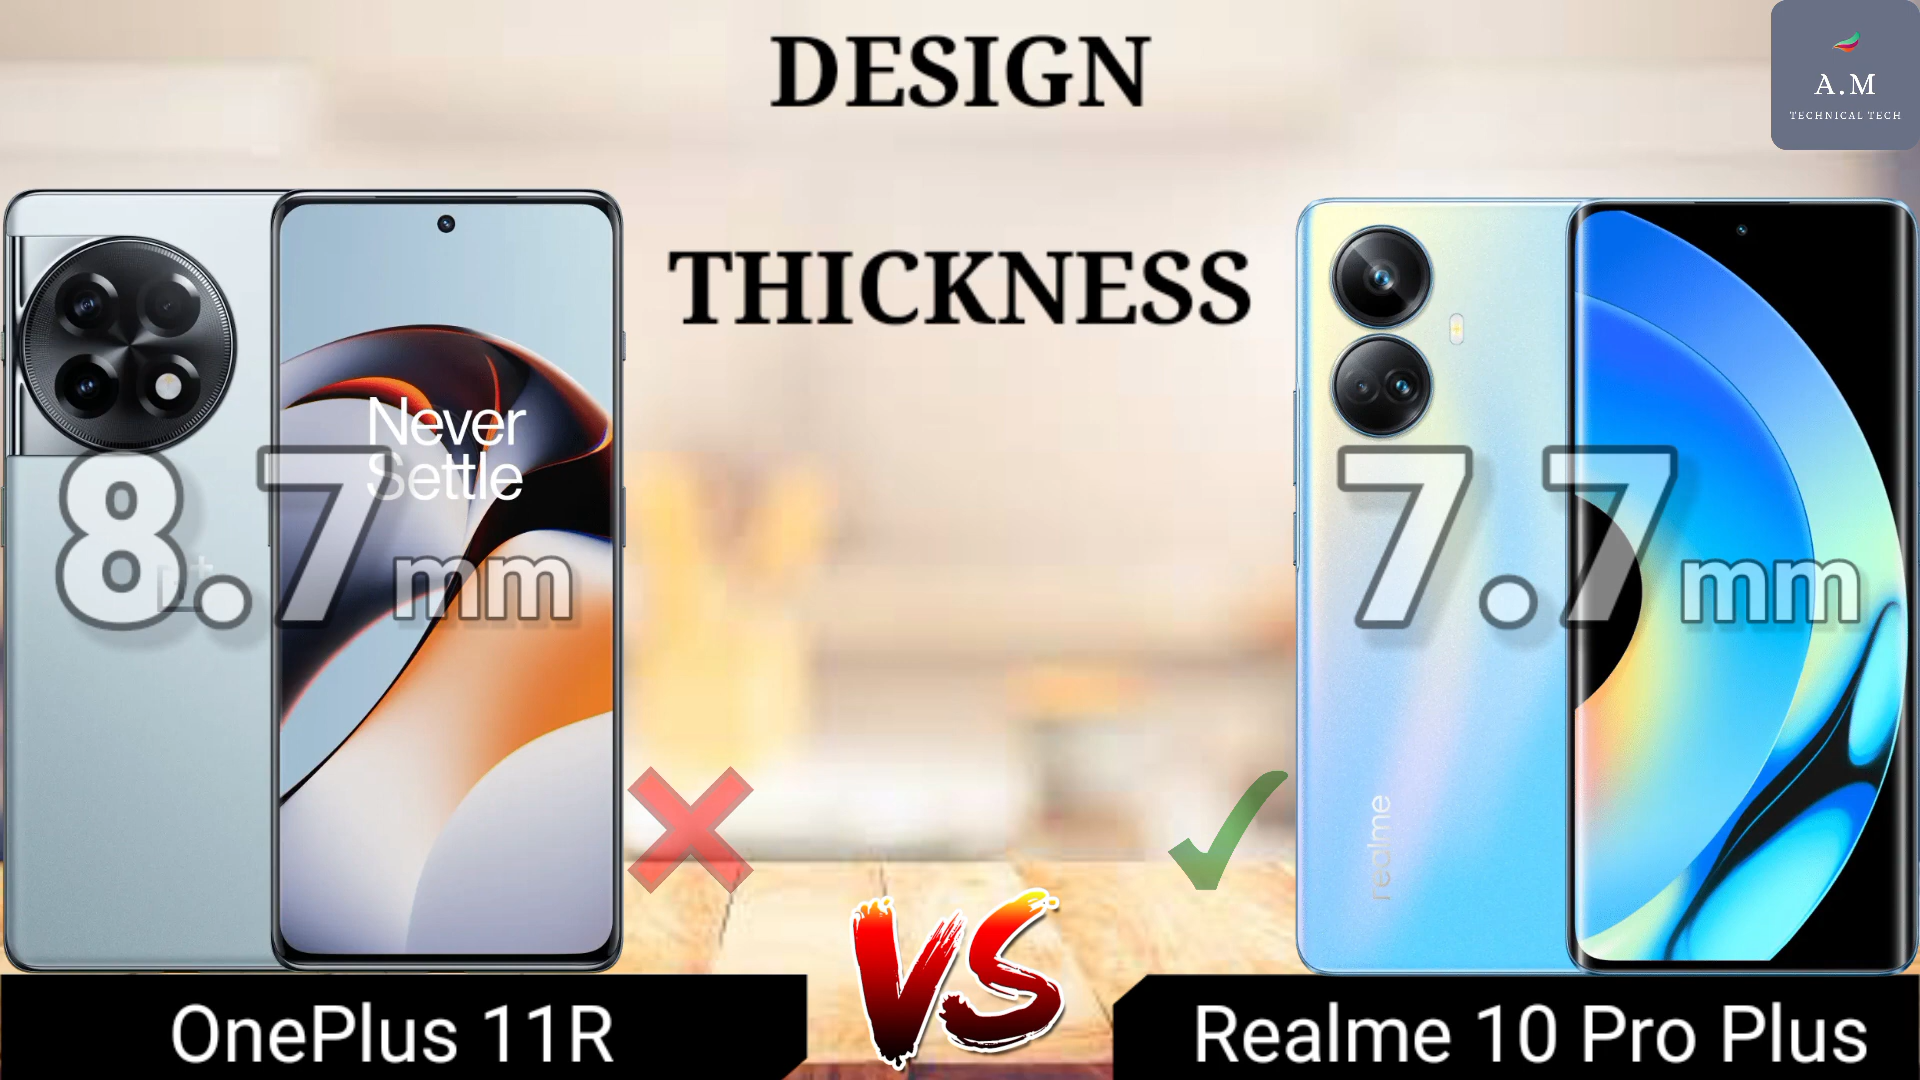 DESIGN
A.M
TECHNICAL TECH
THICKNESS
Never
Settle
8.7mm
7.7mm
realme
VS
OnePlus 11R
Realme 10 Pro Plus